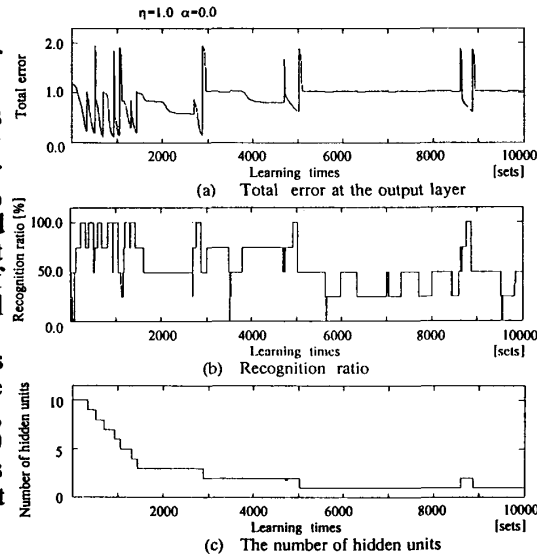 η=1.0 α=0.0
Total error
2.0
1.0
0.0
2000 4000 6000 8000 10000
Learning times [sets]
(a) Total error at the output layer
Recognition ratio [%]
100.0
50.0
0.0
2000 4000 6000 8000 10000
Learning times [sets]
(b) Recognition ratio
Number of hidden units
10
5
0
2000 4000 6000 8000 10000
Learning times [sets]
(c) The number of hidden units